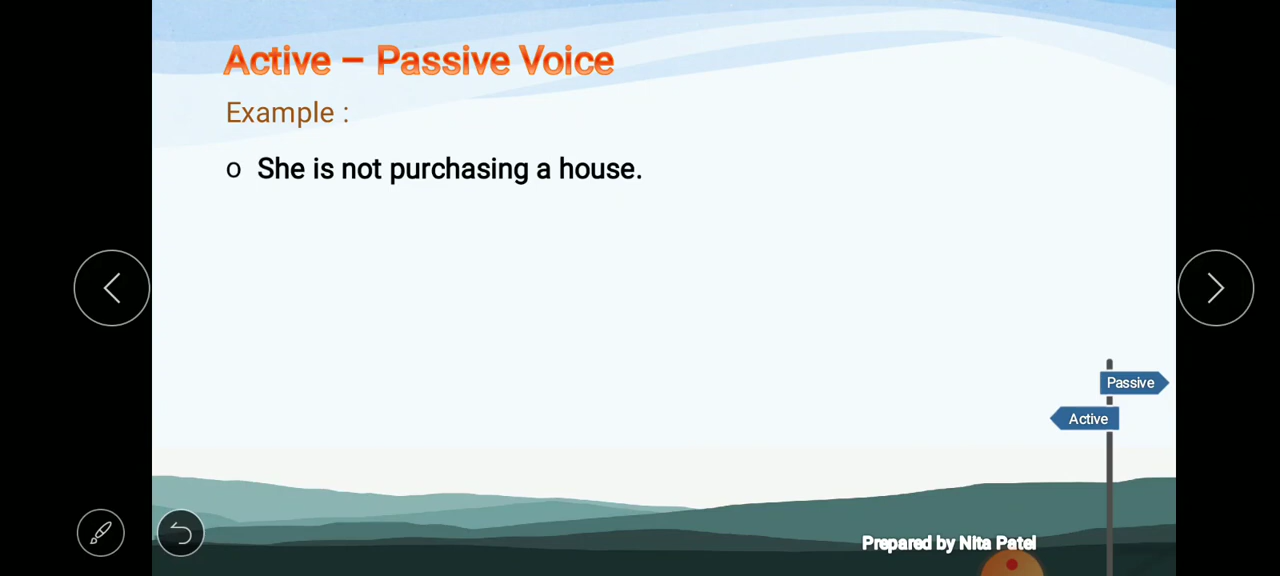 Active – Passive Voice
Example :
o She is not purchasing a house.
Passive
Active
Prepared by Nita Patel